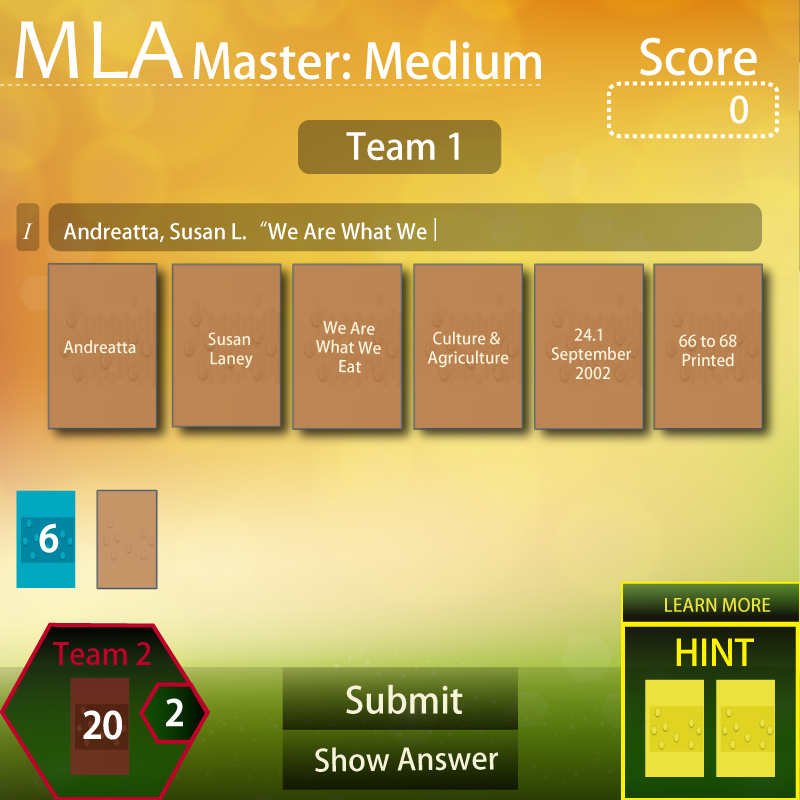 MLA Master: Medium
Score
0
Team 1
I
Andreatta, Susan L. “We Are What We
Andreatta
Susan
Laney
We Are
What We
Eat
Culture &
Agriculture
24.1
September
2002
66 to 68
Printed
6
LEARN MORE
HINT
Team 2
20
2
Submit
Show Answer